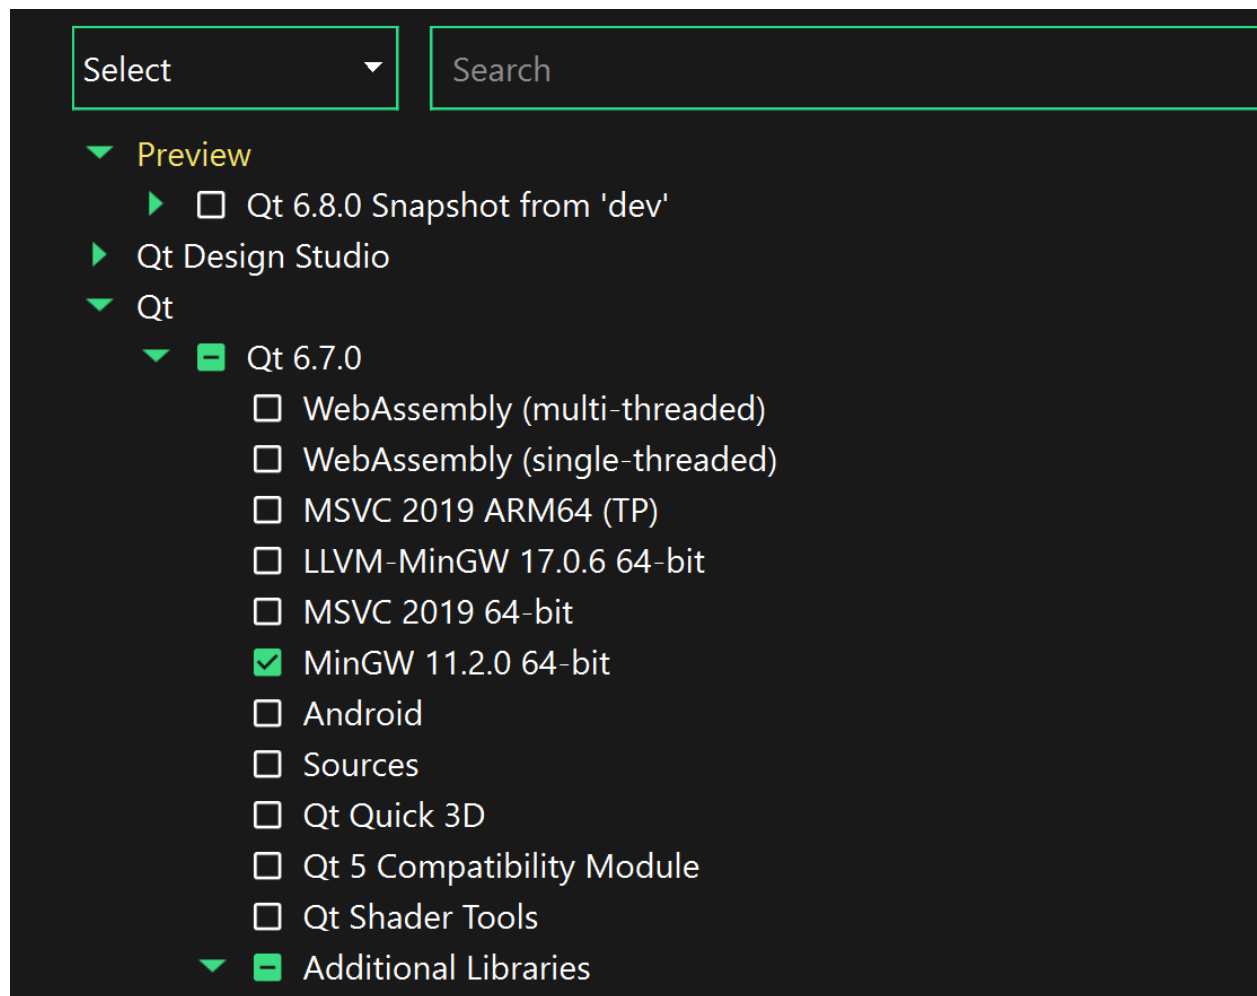 Select
Search
Preview
Qt 6.8.0 Snapshot from 'dev'
Qt Design Studio
Qt
Qt 6.7.0
WebAssembly (multi-threaded)
WebAssembly (single-threaded)
MSVC 2019 ARM64 (TP)
LLVM-MinGW 17.0.6 64-bit
MSVC 2019 64-bit
MinGW 11.2.0 64-bit
Android
Sources
Qt Quick 3D
Qt 5 Compatibility Module
Qt Shader Tools
Additional Libraries